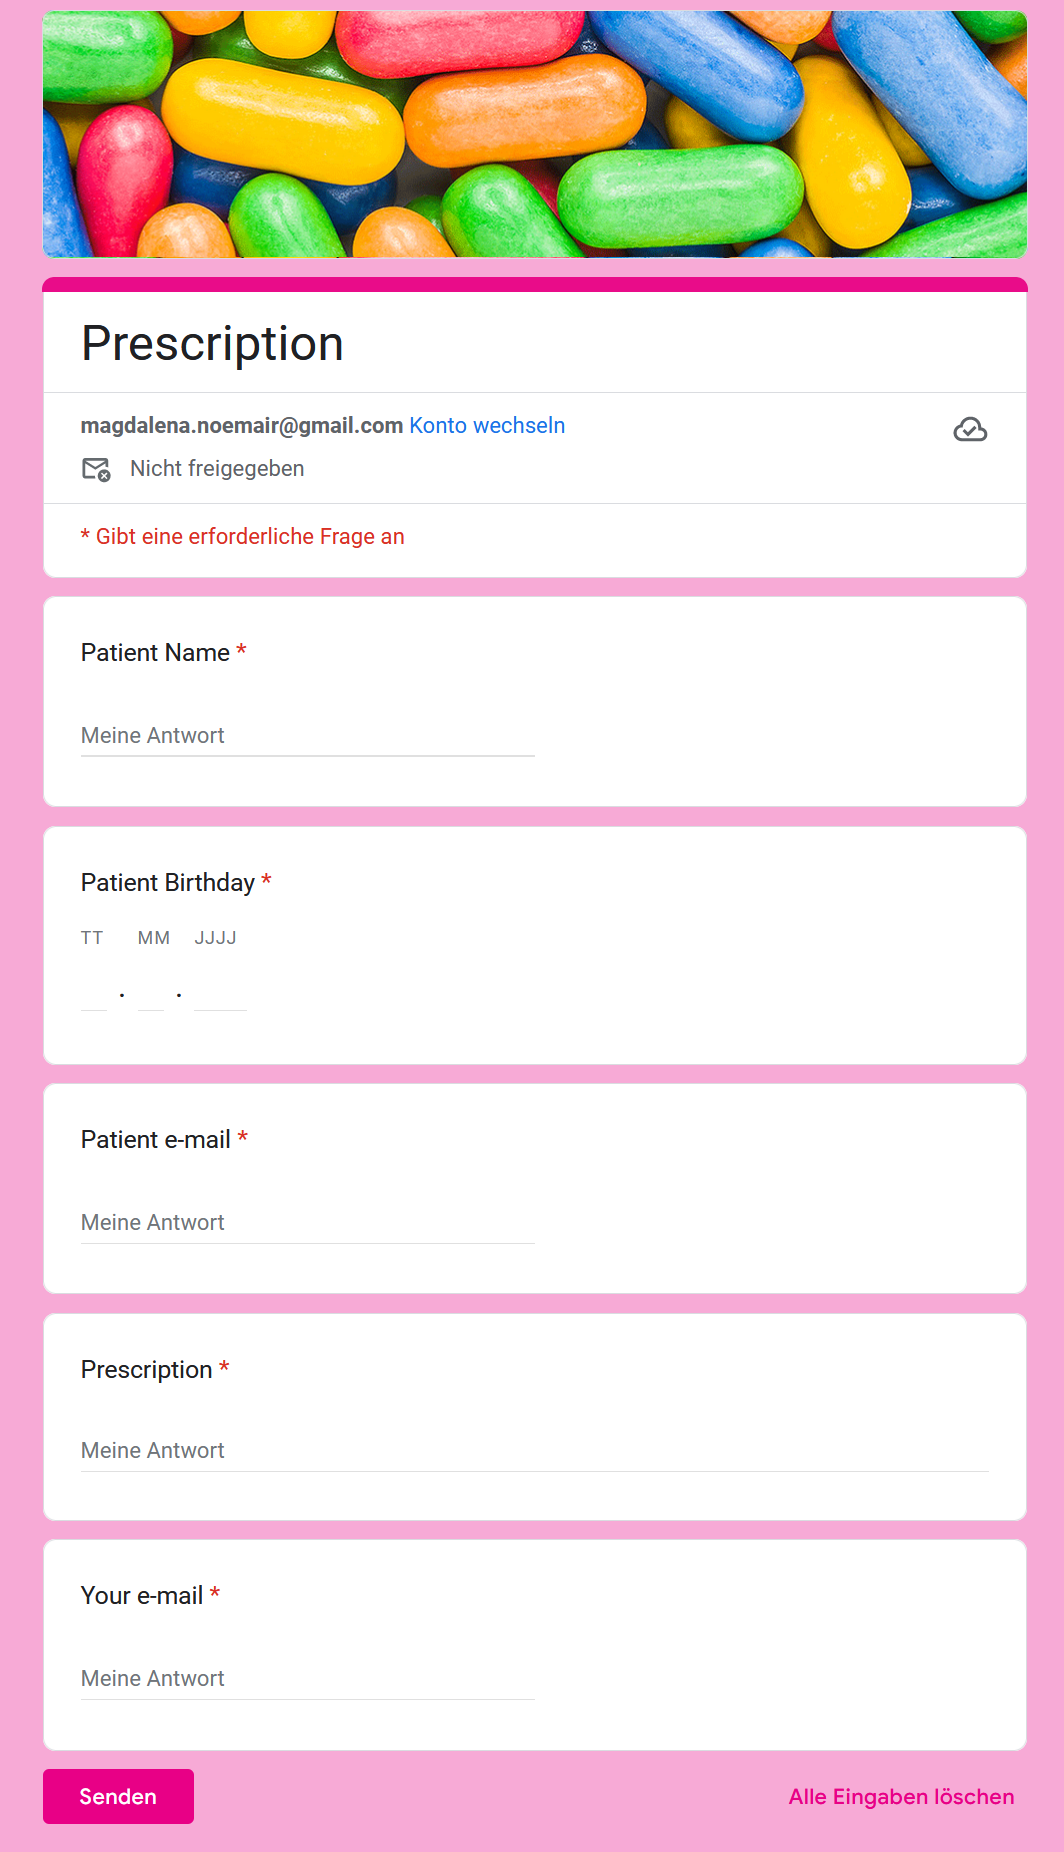 Prescription
magdalena.noemair@gmail.com Konto wechseln
Nicht freigegeben
* Gibt eine erforderliche Frage an
Patient Name *
Meine Antwort
Patient Birthday *
TT MM JJJJ
. .
Patient e-mail *
Meine Antwort
Prescription *
Meine Antwort
Your e-mail *
Meine Antwort
Senden Alle Eingaben löschen